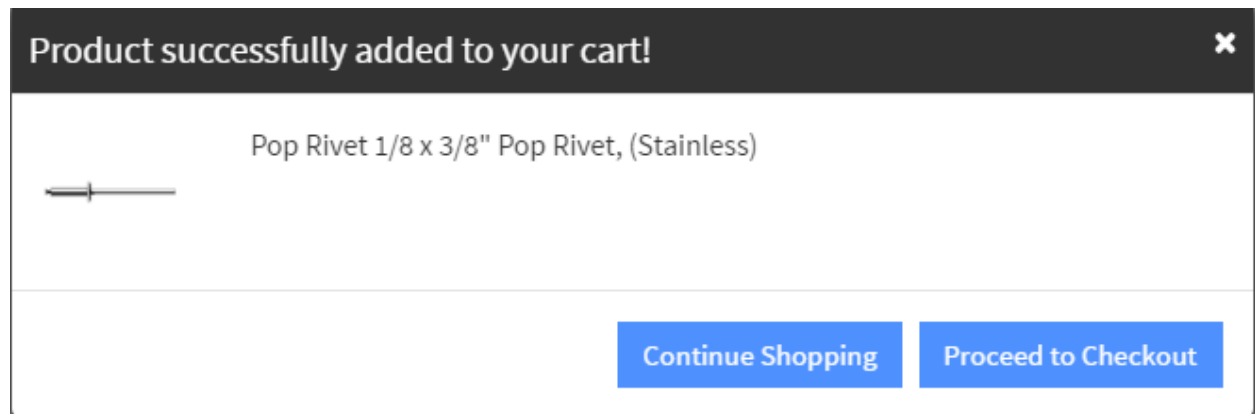 Product successfully added to your cart!
Pop Rivet 1/8 x 3/8" Pop Rivet, (Stainless)
Continue Shopping
Proceed to Checkout